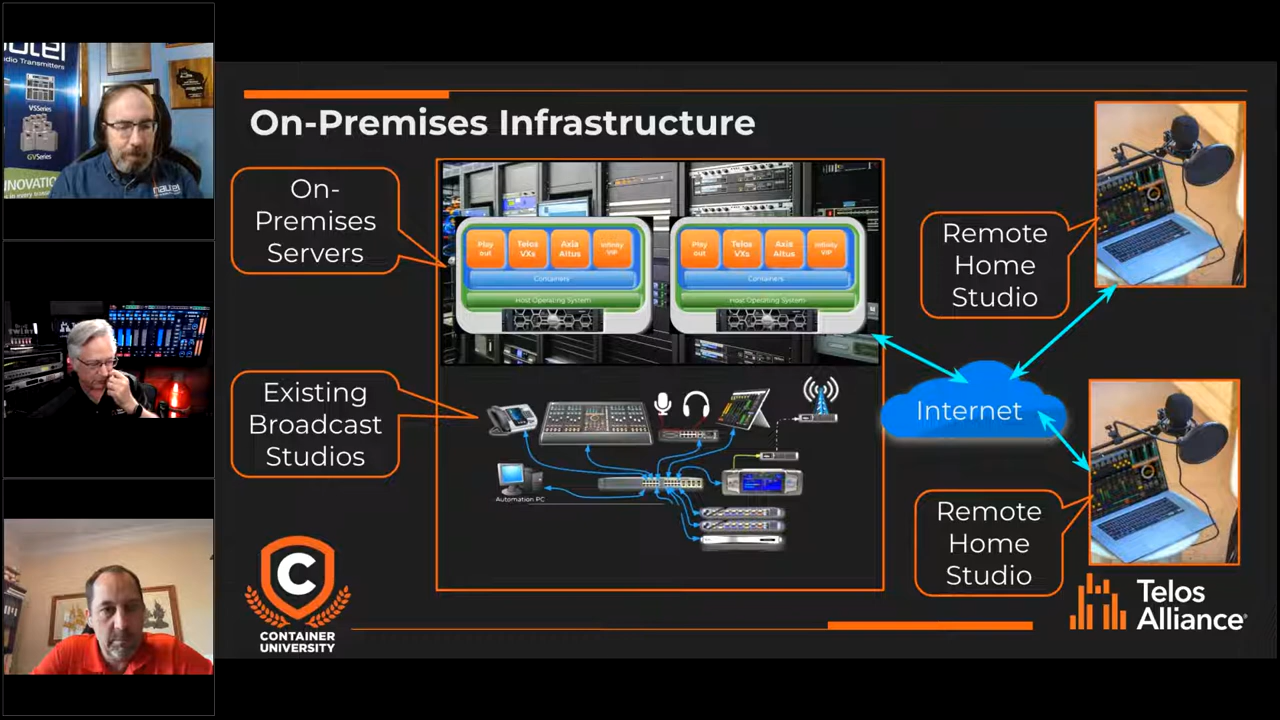 On-Premises Infrastructure
On-
Premises
Servers
Play
out
Telos
VXs
Axia
Altus
Infinity
VIP
Containers
Host Operating System
Play
out
Telos
VXs
Axia
Altus
Infinity
VIP
Containers
Host Operating System
Remote
Home
Studio
Existing
Broadcast
Studios
Internet
Automation PC
Remote
Home
Studio
C
CONTAINER
UNIVERSITY
Telos
Alliance®
Transmitters
VSSeries
GVSeries
nautel